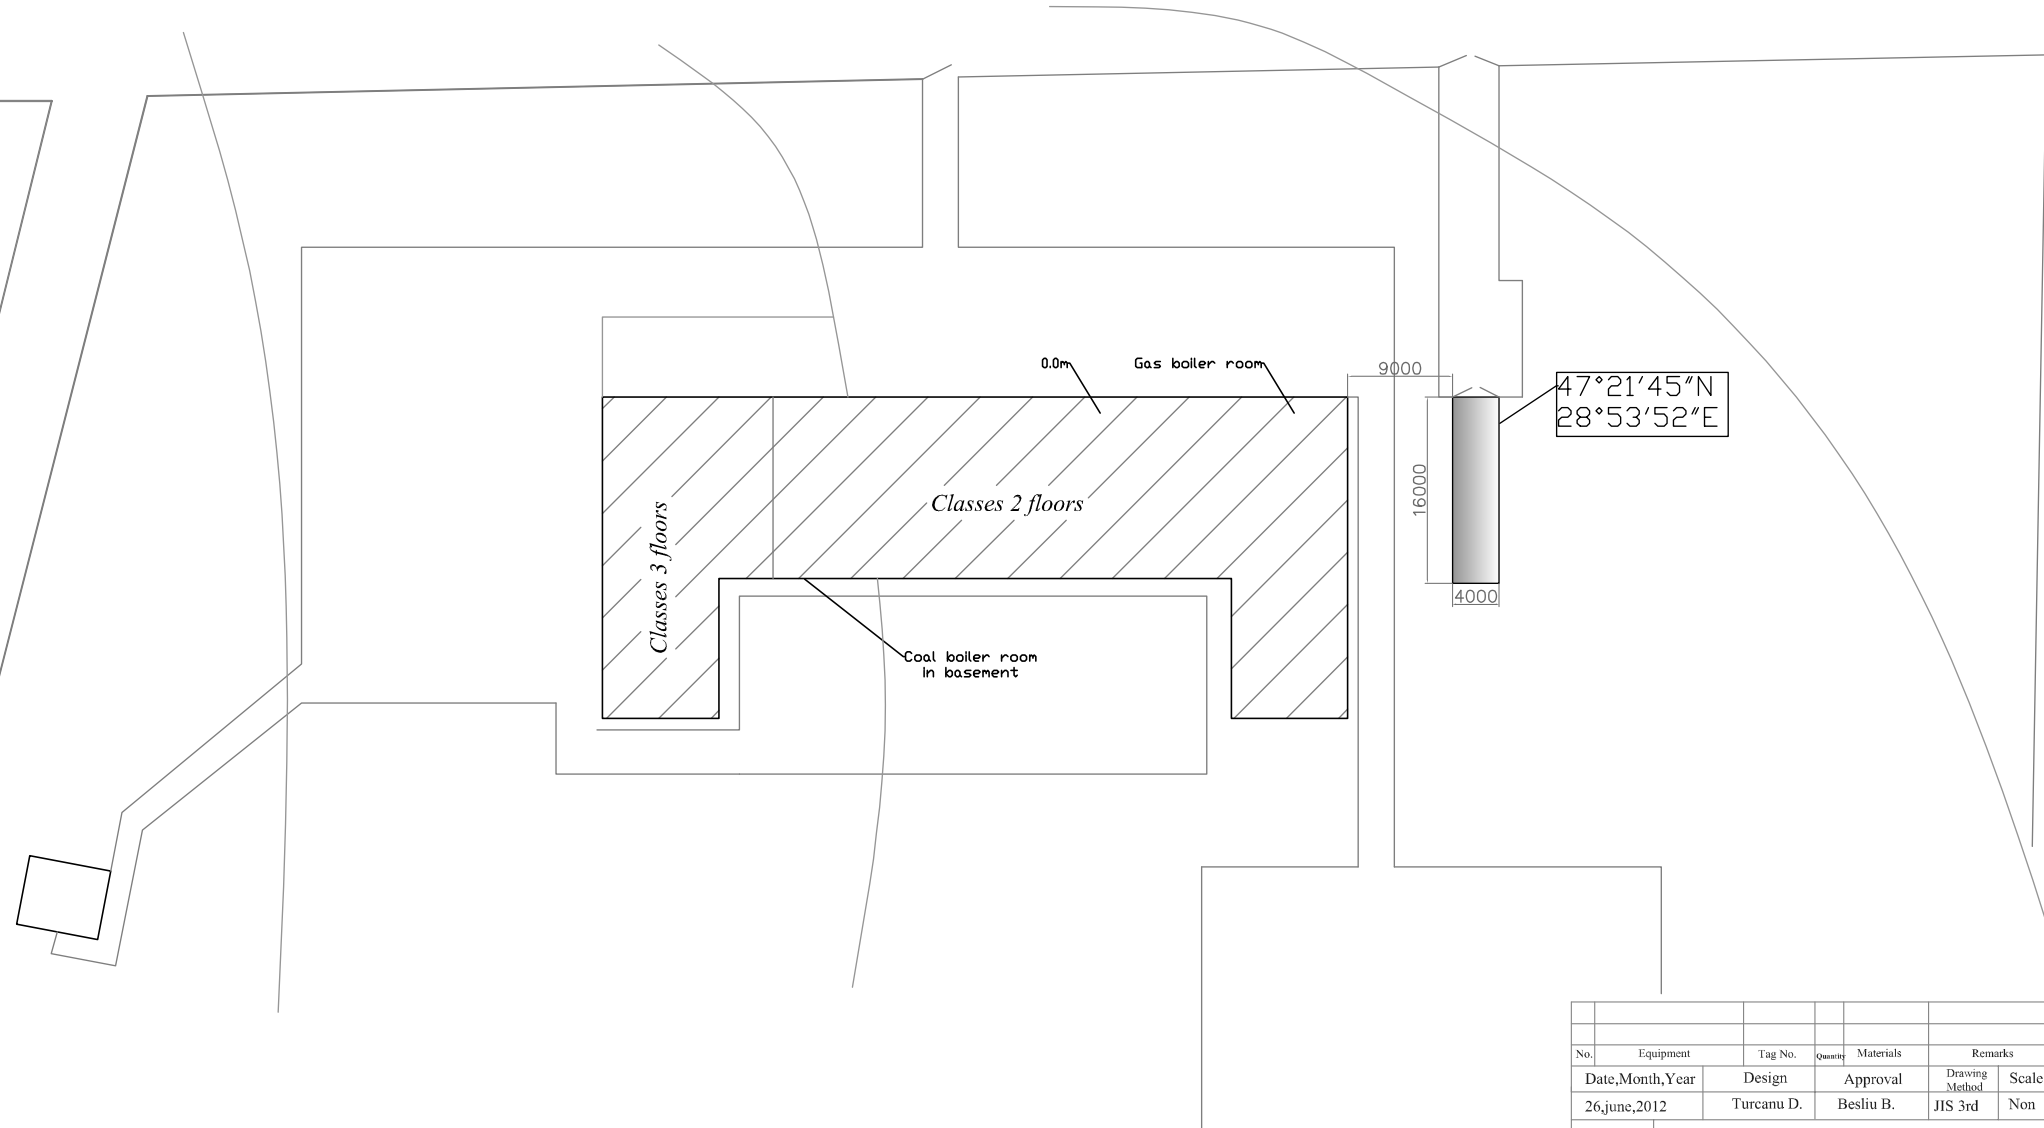 0.0m
Gas boiler room
9000
47°21'45"N
28°53'52"E
16000
Classes 2 floors
Classes 3 floors
4000
Coal boiler room
in basement
No. Equipment Tag No. Quantity Materials Remarks
Date,Month,Year Design Approval Drawing Method Scale
26,june,2012 Turcanu D. Besliu B. JIS 3rd Non